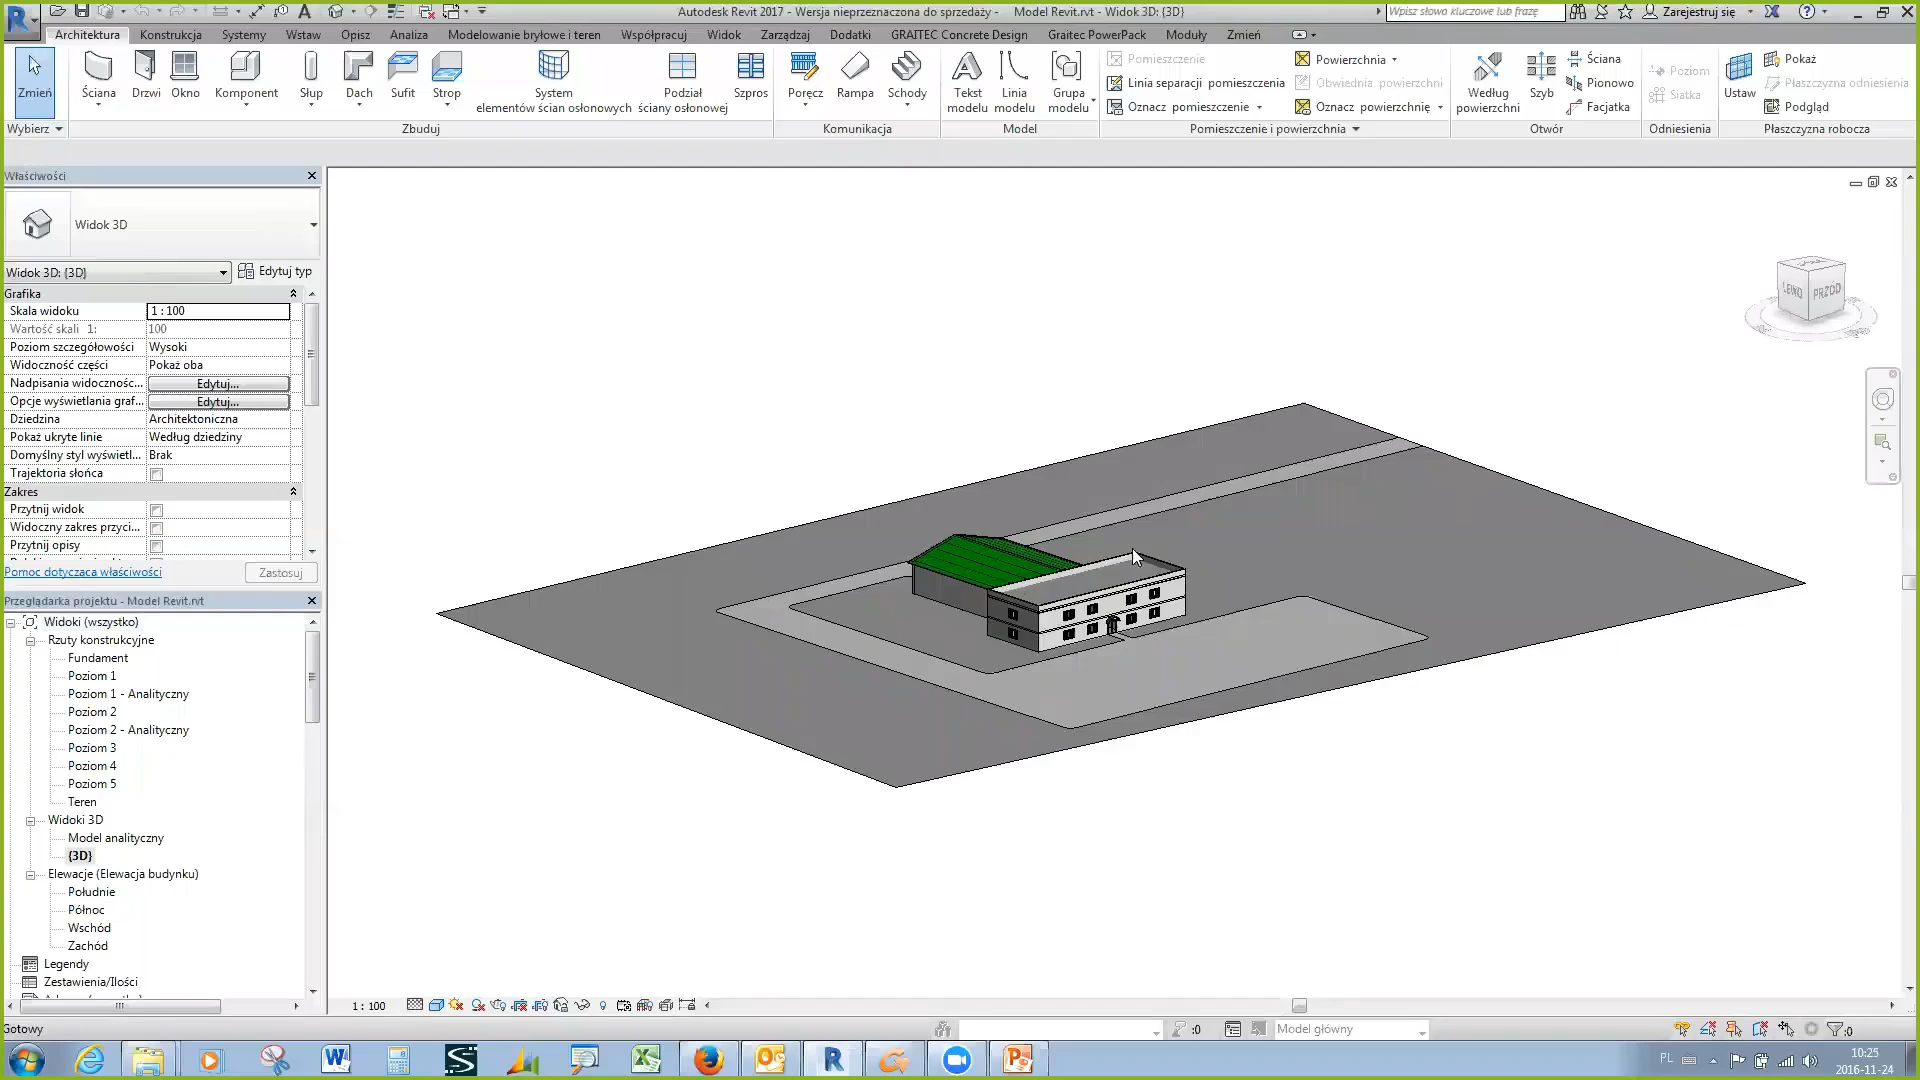 Autodesk Revit 2017 - Wersja nieprzeznaczona do sprzedaży - Model Revit.rvt - Widok 3D: {3D}
Wpisz słowo kluczowe lub frazę
Zarejestruj się
Architektura Konstrukcja Systemy Wstaw Opisz Analiza Modelowanie bryłowe i teren Współpracuj Widok Zarządzaj Dodatki GRAITEC Concrete Design Graitec PowerPack Moduły Zmień
Zmień
Ściana
Drzwi
Okno
Komponent
Słup
Dach
Sufit
Strop
System
elementów ścian osłonowych
Podział
ściany osłonowej
Szpros
Poręcz
Rampa
Schody
Tekst
modelu
Linia
modelu
Grupa
modelu
Pomieszczenie
Linia separacji pomieszczenia
Oznacz pomieszczenie
Powierzchnia
Obwiednia powierzchni
Oznacz powierzchnię
Według
powierzchni
Szyb
Ściana
Pionowo
Facjatka
Poziom
Siatka
Ustaw
Pokaż
Płaszczyzna odniesienia
Podgląd
Wybierz
Zbuduj
Komunikacja
Model
Pomieszczenie i powierzchnia
Otwór
Odniesienia
Płaszczyzna robocza
Właściwości
Widok 3D
Widok 3D: {3D}
Edytuj typ
Grafika
Skala widoku 1 : 100
Wartość skali 1: 100
Poziom szczegółowości Wysoki
Widoczność części Pokaż oba
Nadpisania widocznośc... Edytuj...
Opcje wyświetlania graf... Edytuj...
Dziedzina Architektoniczna
Pokaż ukryte linie Według dziedziny
Domyślny styl wyświetl... Brak
Trajektoria słońca
Zakres
Przytnij widok
Widoczny zakres przyci...
Przytnij opisy
Pomoc dotycząca właściwości
Zastosuj
Przeglądarka projektu - Model Revit.rvt
Widoki (wszystko)
Rzuty konstrukcyjne
Fundament
Poziom 1
Poziom 1 - Analityczny
Poziom 2
Poziom 2 - Analityczny
Poziom 3
Poziom 4
Poziom 5
Teren
Widoki 3D
Model analityczny
{3D}
Elewacje (Elewacja budynku)
Południe
Północ
Wschód
Zachód
Legendy
Zestawienia/Ilości
LEWO
PRZÓD
1 : 100
Gotowy
:0
Model główny
:0
PL
10:25
2016-11-24